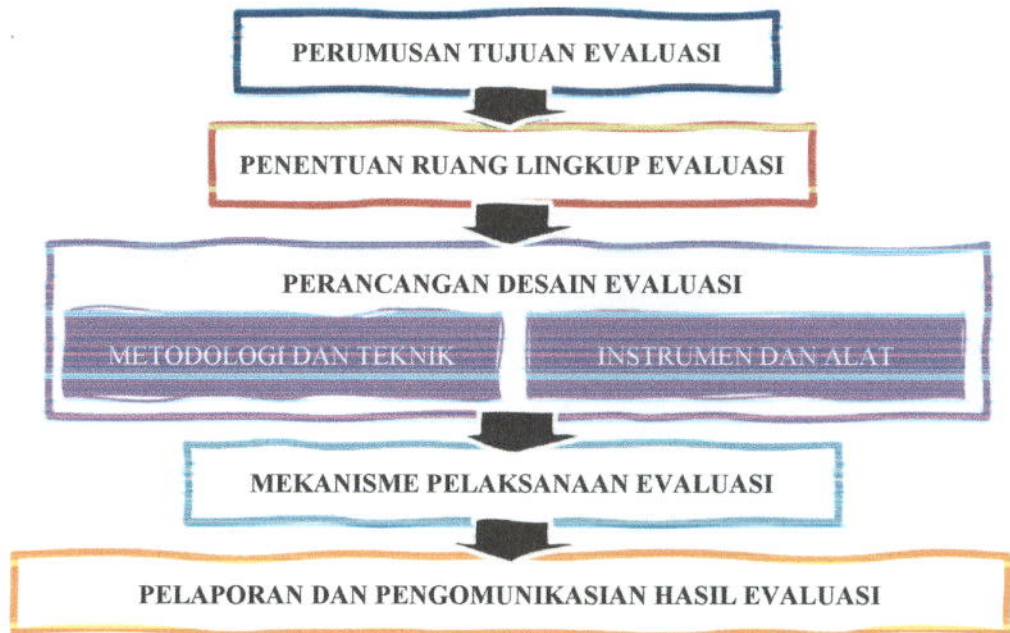 PERUMUSAN TUJUAN EVALUASI
PENENTUAN RUANG LINGKUP EVALUASI
PERANCANGAN DESAIN EVALUASI
METODOLOGI DAN TEKNIK
INSTRUMEN DAN ALAT
MEKANISME PELAKSANAAN EVALUASI
PELAPORAN DAN PENGOMUNIKASIAN HASIL EVALUASI